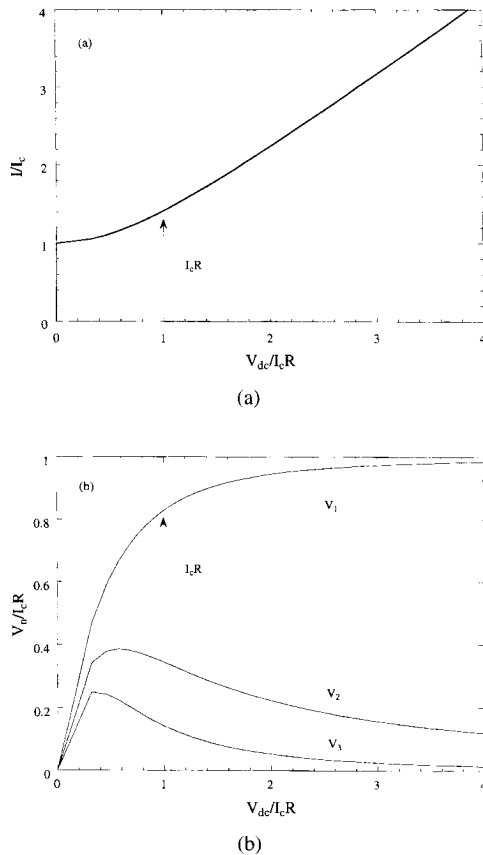 4
(a)
3
I/I_c
2
1
I_cR
0
0 1 2 3 4
V_dc/I_cR
(a)
1
(b)
V_1
0.8
I_cR
0.6
V_n/I_cR
0.4
V_2
0.2
V_3
0
0 1 2 3 4
V_dc/I_cR
(b)